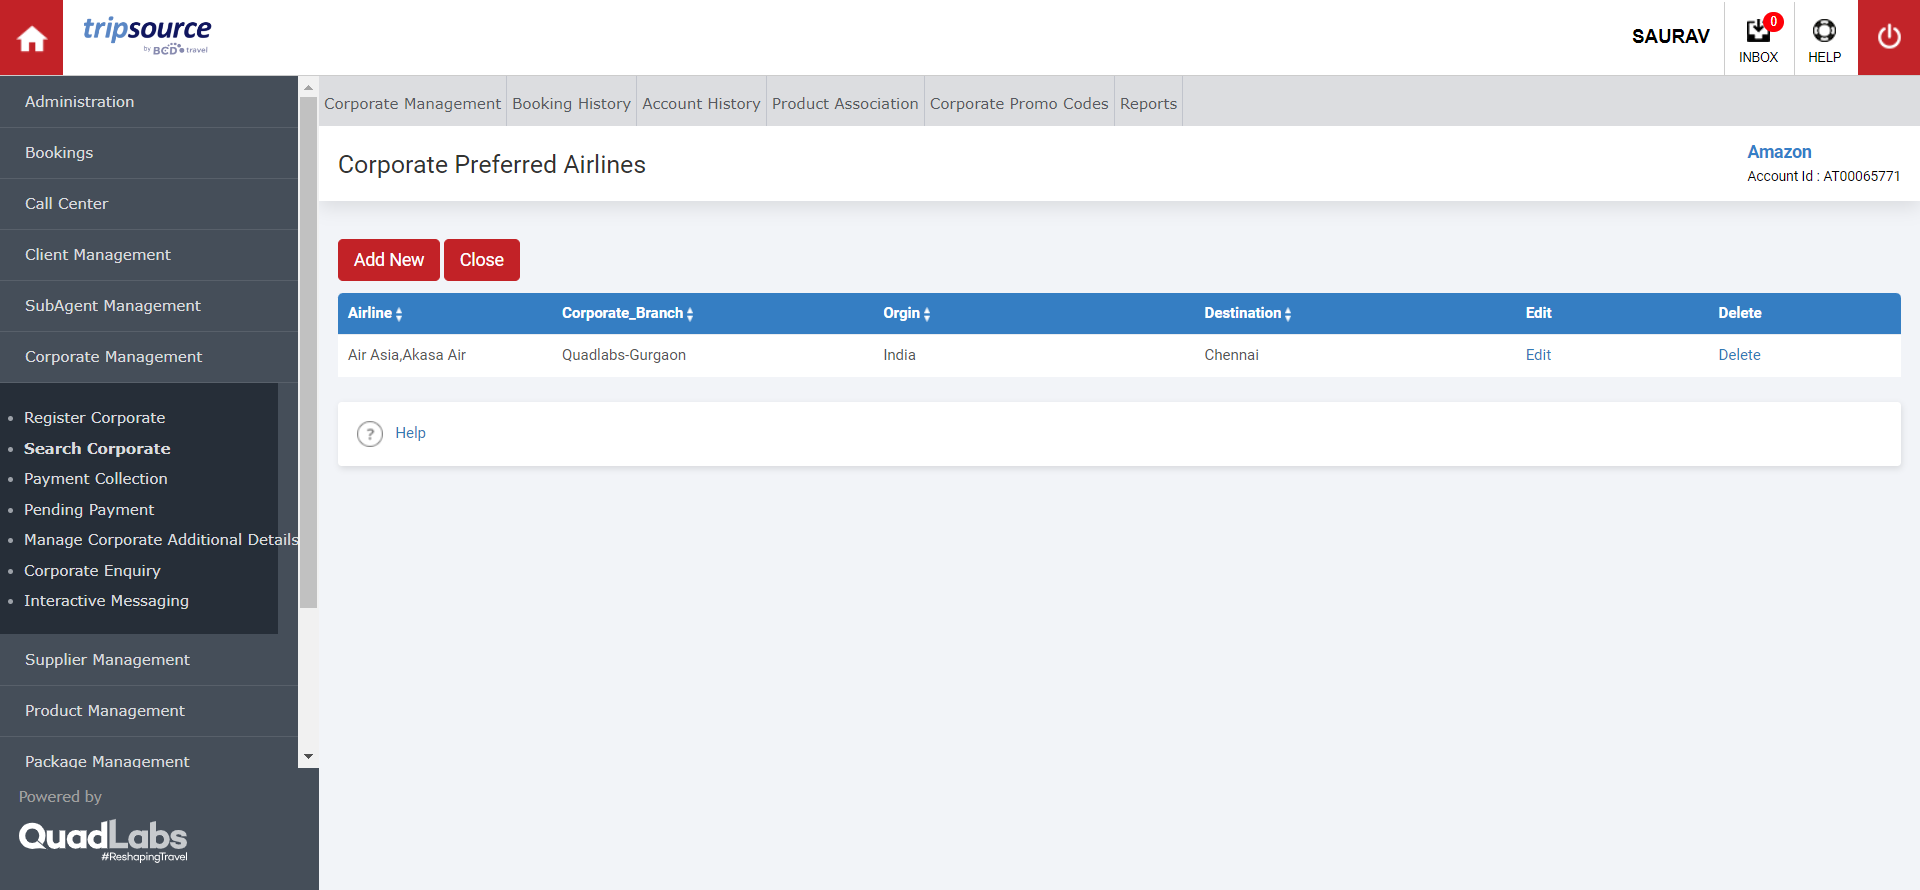 tripsource
by BCD travel
SAURAV
0
INBOX
HELP
Administration
Bookings
Call Center
Client Management
SubAgent Management
Corporate Management
Register Corporate
Search Corporate
Payment Collection
Pending Payment
Manage Corporate Additional Details
Corporate Enquiry
Interactive Messaging
Supplier Management
Product Management
Package Management
Powered by
QuadLabs
#ReshapingTravel
Corporate Management Booking History Account History Product Association Corporate Promo Codes Reports
Corporate Preferred Airlines
Amazon
Account Id : AT00065771
Add New Close
Airline Corporate_Branch Orgin Destination Edit Delete
Air Asia,Akasa Air Quadlabs-Gurgaon India Chennai Edit Delete
? Help